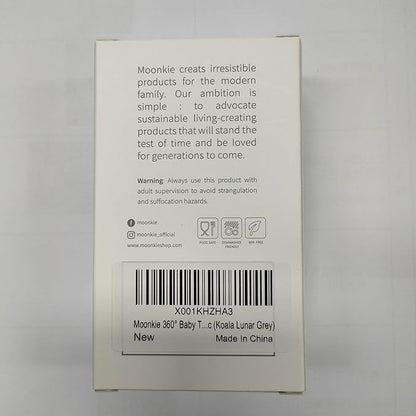 Moonkie creats irresistible
products for the modern
family. Our ambition is
simple : to advocate
sustainable living-creating
products that will stand the
test of time and be loved
for generations to come.
Warning: Always use this product with
adult supervision to avoid strangulation
and suffocation hazards.
moonkie
moonkie_official
www.moonkieshop.com
FOOD SAFE
DISHWASHER FRIENDLY
BPA FREE
X001KHZHA3
Moonkie 360° Baby T...c (Koala Lunar Grey)
New
Made In China